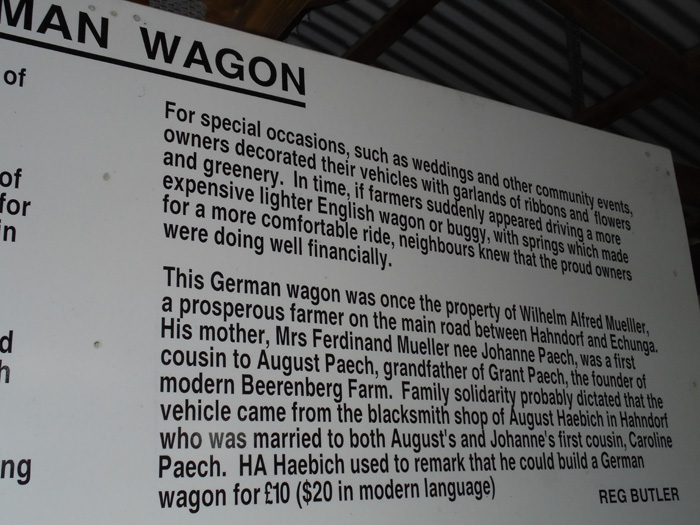 MAN WAGON
of
of
for
in
d
h
ng
For special occasions, such as weddings and other community events,
owners decorated their vehicles with garlands of ribbons and flowers
and greenery. In time, if farmers suddenly appeared driving a more
expensive lighter English wagon or buggy, with springs which made
for a more comfortable ride, neighbours knew that the proud owners
were doing well financially.
This German wagon was once the property of Wilhelm Alfred Muelller,
a prosperous farmer on the main road between Hahndorf and Echunga.
His mother, Mrs Ferdinand Mueller nee Johanne Paech, was a first
cousin to August Paech, grandfather of Grant Paech, the founder of
modern Beerenberg Farm. Family solidarity probably dictated that the
vehicle came from the blacksmith shop of August Haebich in Hahndorf
who was married to both August's and Johanne's first cousin, Caroline
Paech. HA Haebich used to remark that he could build a German
wagon for £10 ($20 in modern language)
REG BUTLER